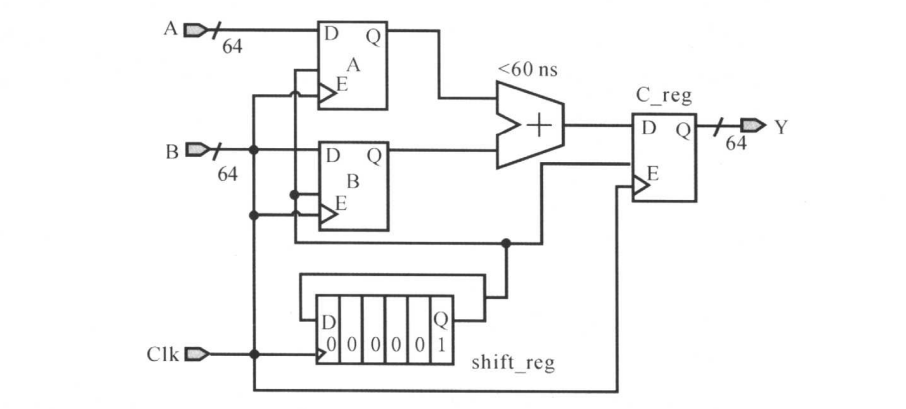 A
64
D Q
A
E
<60 ns
C_reg
D Q
E
64
Y
B
64
D Q
B
E
D Q
0 0 0 0 0 1
shift_reg
Clk